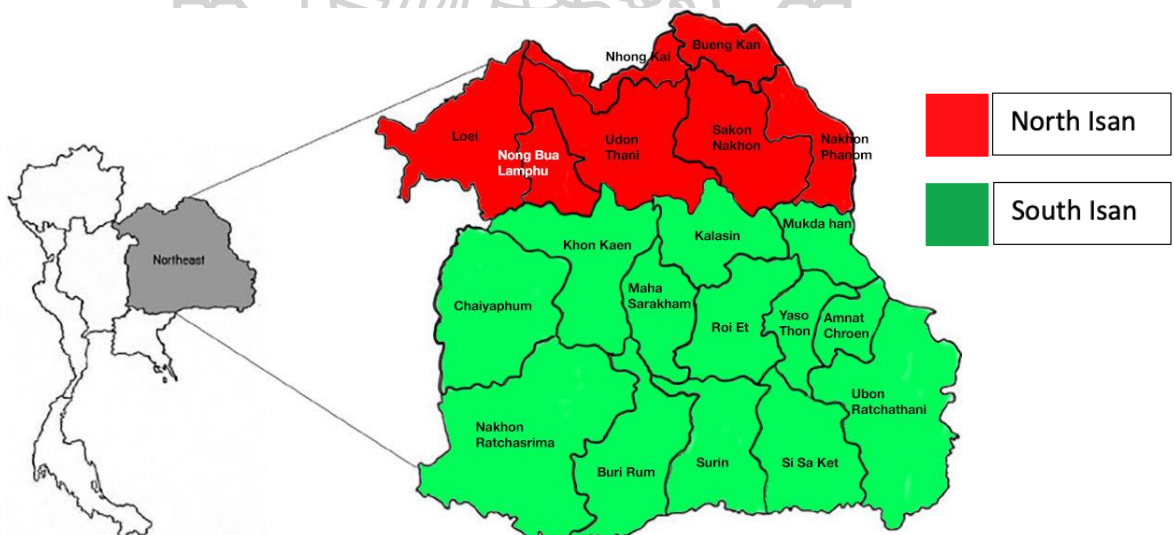 Bueng Kan
Nhong Kai
Loei
Nong Bua
Lamphu
Udon
Thani
Sakon
Nakhon
Nakhon
Phanom
North Isan
South Isan
Northeast
Khon Kaen
Kalasin
Mukda han
Chaiyaphum
Maha
Sarakham
Roi Et
Yaso
Thon
Amnat
Chroen
Ubon
Ratchathani
Nakhon
Ratchasrima
Buri Rum
Surin
Si Sa Ket